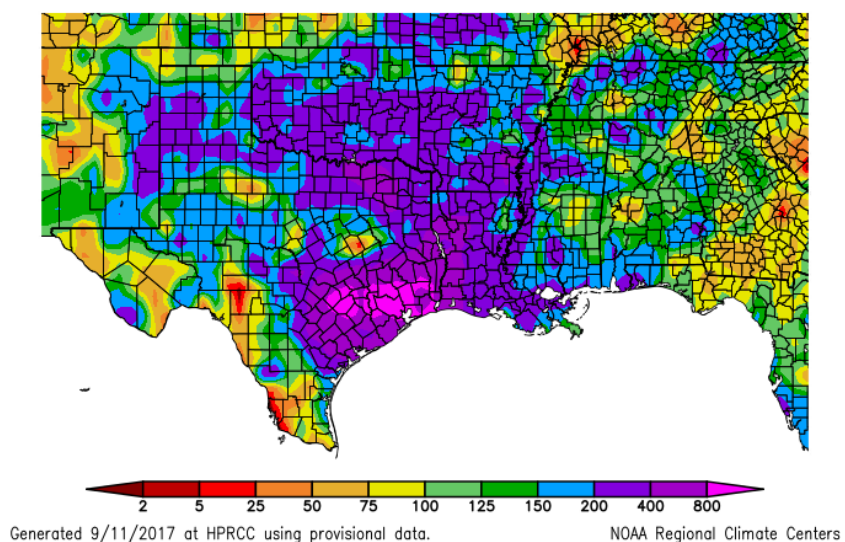 2 5 25 50 75 100 125 150 200 400 800
Generated 9/11/2017 at HPRCC using provisional data. NOAA Regional Climate Centers